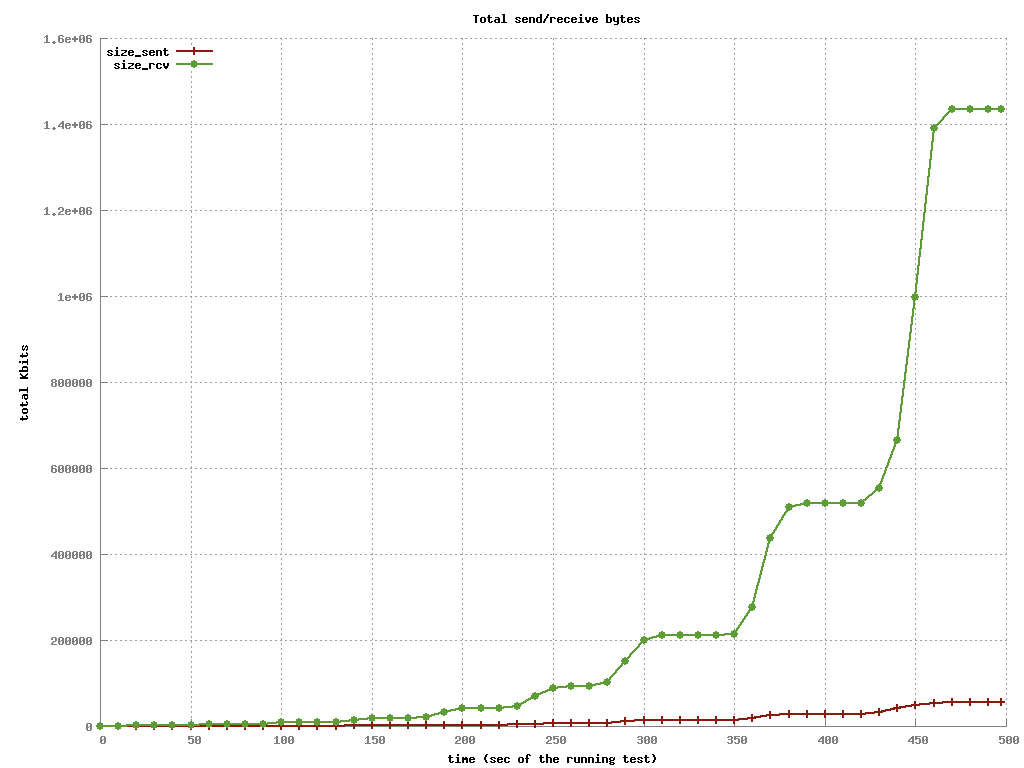 Total send/receive bytes
size_sent
size_rcv
1.6e+06
1.4e+06
1.2e+06
1e+06
800000
600000
400000
200000
0
total Kbits
0 50 100 150 200 250 300 350 400 450 500
time (sec of the running test)